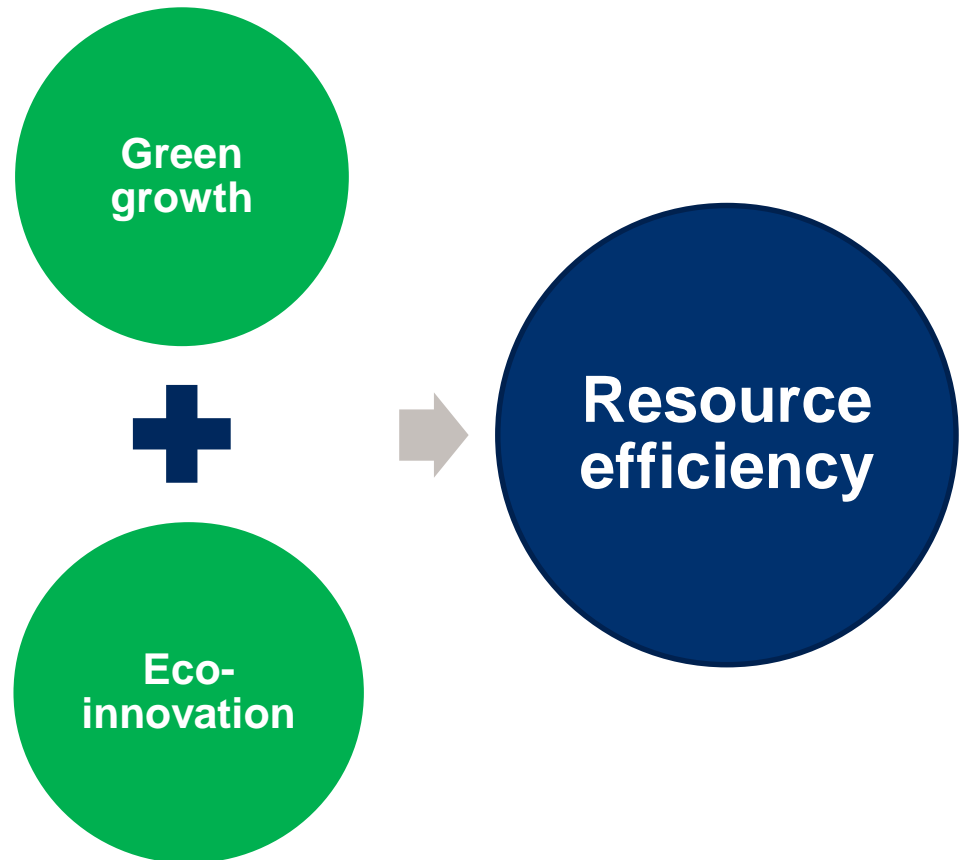 Green
growth
Resource
efficiency
Eco-
innovation